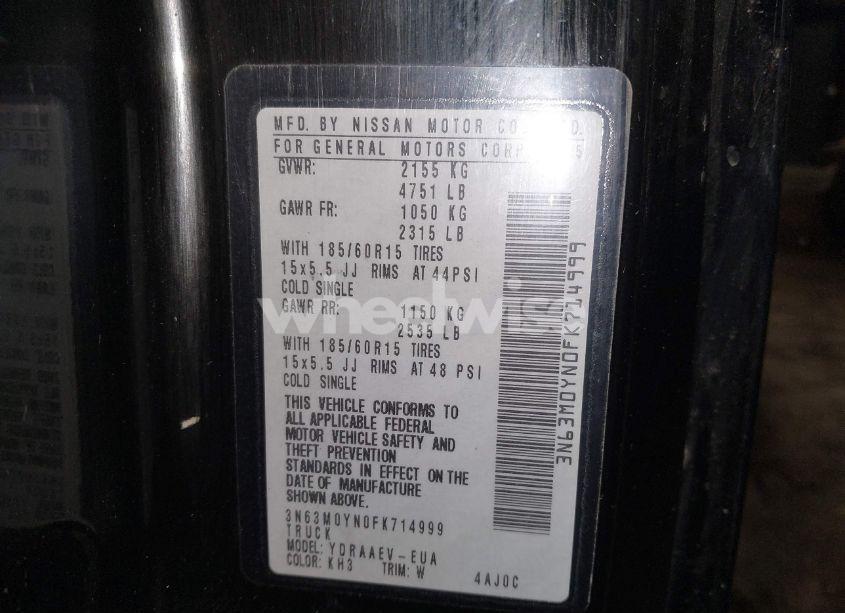 MFD. BY NISSAN MOTOR CO. TD.
FOR GENERAL MOTORS CORP 5
GVWR: 2155 KG
4751 LB
GAWR FR: 1050 KG
2315 LB
WITH 185/60R15 TIRES
15x5.5 JJ RIMS AT 44PSI
COLD SINGLE
GAWR RR: 1150 KG
2535 LB
WITH 185/60R15 TIRES
15x5.5 JJ RIMS AT 48 PSI
COLD SINGLE
THIS VEHICLE CONFORMS TO
ALL APPLICABLE FEDERAL
MOTOR VEHICLE SAFETY AND
THEFT PREVENTION
STANDARDS IN EFFECT ON THE
DATE OF MANUFACTURE
SHOWN ABOVE.
3N63M0YN0FK714999
TRUCK
MODEL: YDRAAEV-EUA
COLOR: KH3 TRIM: W 4AJ0C
3N63M0YN0FK714999
wheelwise